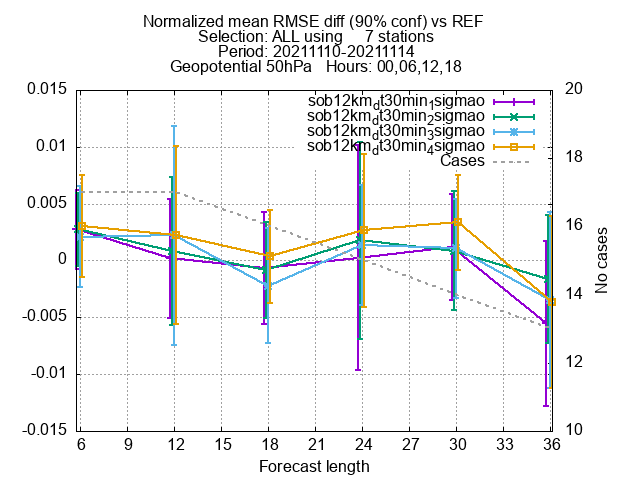 Normalized mean RMSE diff (90% conf) vs REF
Selection: ALL using     7 stations
Period: 20211110-20211114
Geopotential 50hPa   Hours: 00,06,12,18
sob12km_dt30min_1sigmao
sob12km_dt30min_2sigmao
sob12km_dt30min_3sigmao
sob12km_dt30min_4sigmao
Cases
0.015
0.01
0.005
0
-0.005
-0.01
-0.015
20
18
16
14
12
10
No cases
6 9 12 15 18 21 24 27 30 33 36
Forecast length